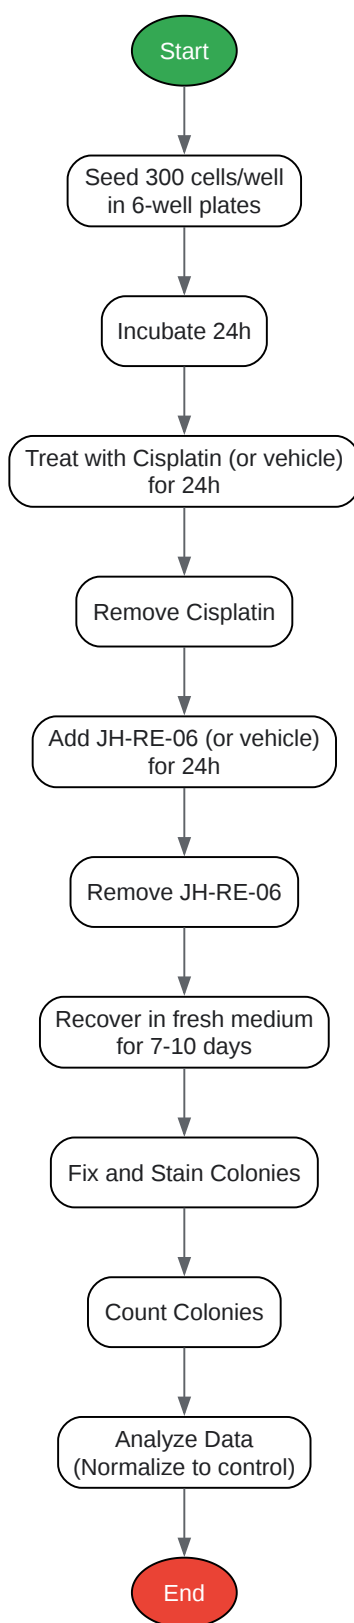 Start
Seed 300 cells/well
in 6-well plates
Incubate 24h
Treat with Cisplatin (or vehicle)
for 24h
Remove Cisplatin
Add JH-RE-06 (or vehicle)
for 24h
Remove JH-RE-06
Recover in fresh medium
for 7-10 days
Fix and Stain Colonies
Count Colonies
Analyze Data
(Normalize to control)
End